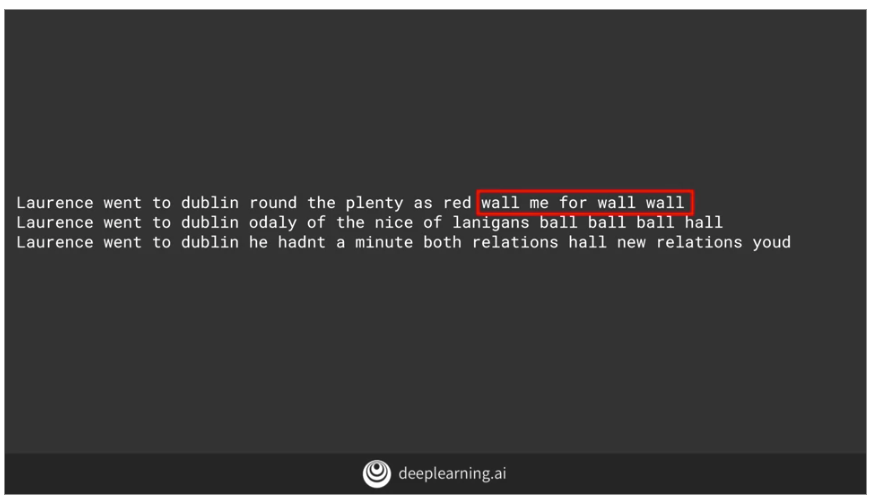 Laurence went to dublin round the plenty as red wall me for wall wall
Laurence went to dublin odaly of the nice of lanigans ball ball ball hall
Laurence went to dublin he hadnt a minute both relations hall new relations youd
deeplearning.ai